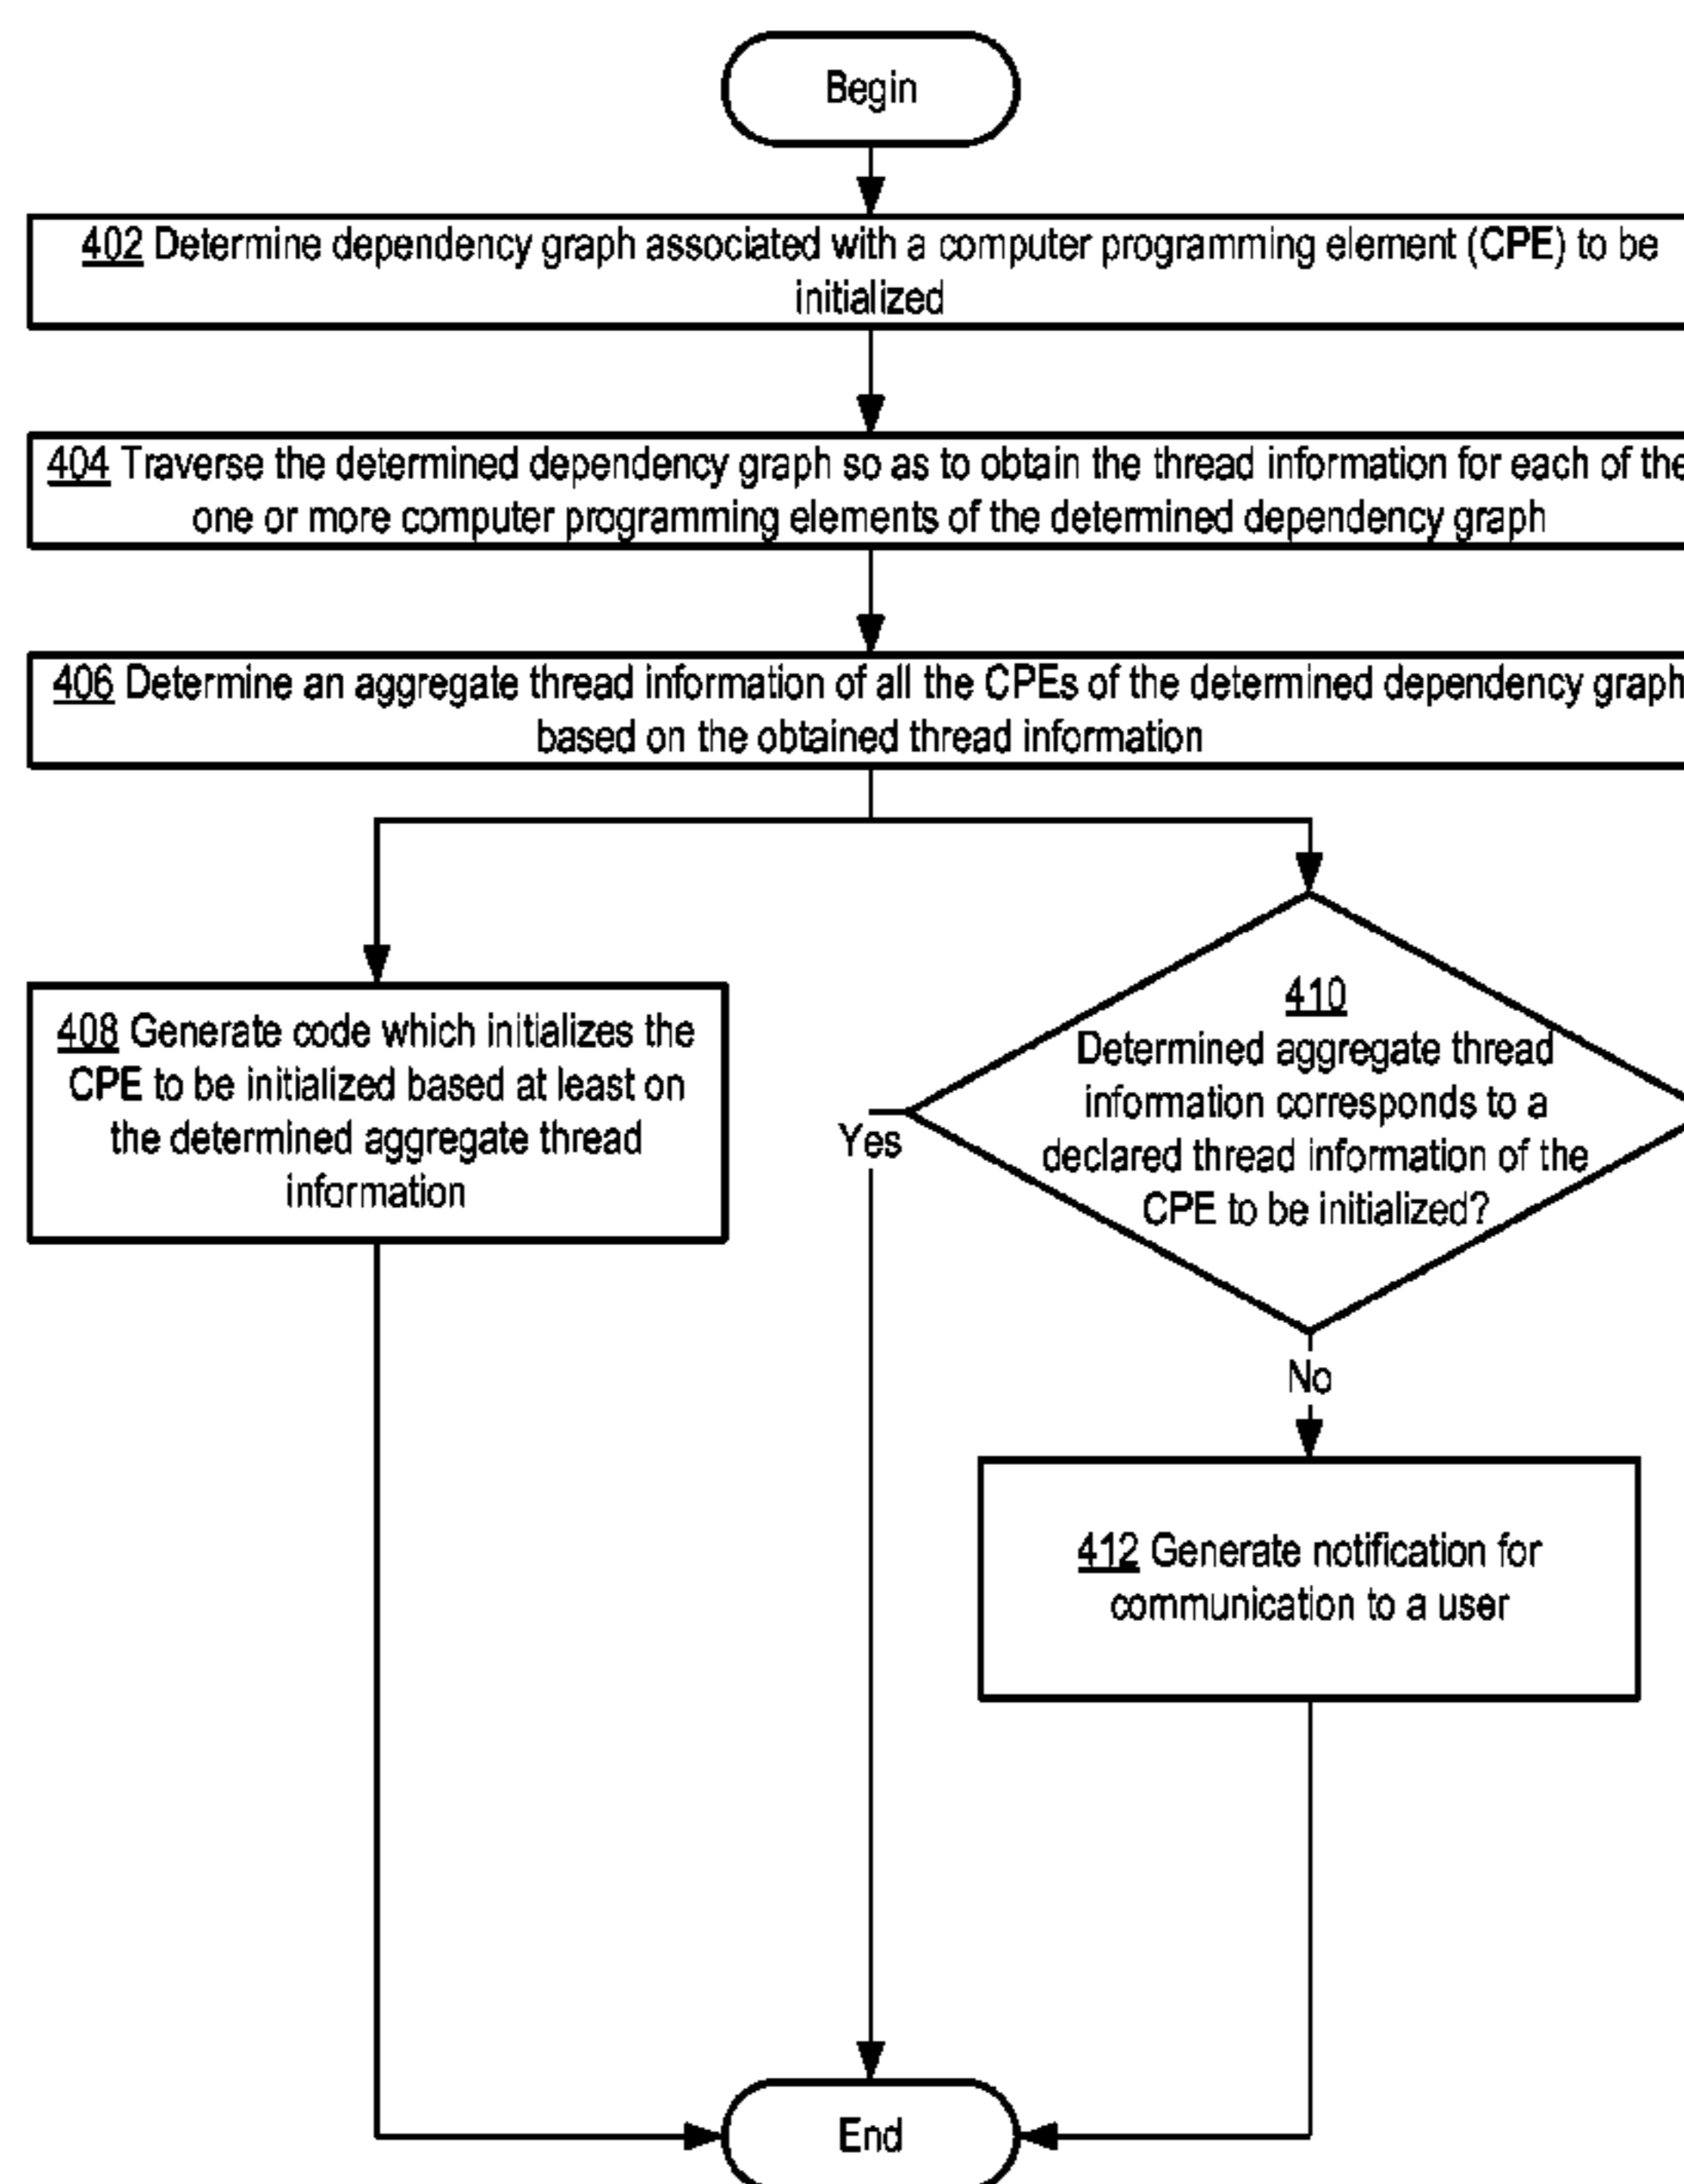 Begin
402 Determine dependency graph associated with a computer programming element (CPE) to be
initialized
404 Traverse the determined dependency graph so as to obtain the thread information for each of the
one or more computer programming elements of the determined dependency graph
406 Determine an aggregate thread information of all the CPEs of the determined dependency graph
based on the obtained thread information
408 Generate code which initializes the
CPE to be initialized based at least on
the determined aggregate thread
information
410
Determined aggregate thread
information corresponds to a
declared thread information of the
CPE to be initialized?
Yes
No
412 Generate notification for
communication to a user
End